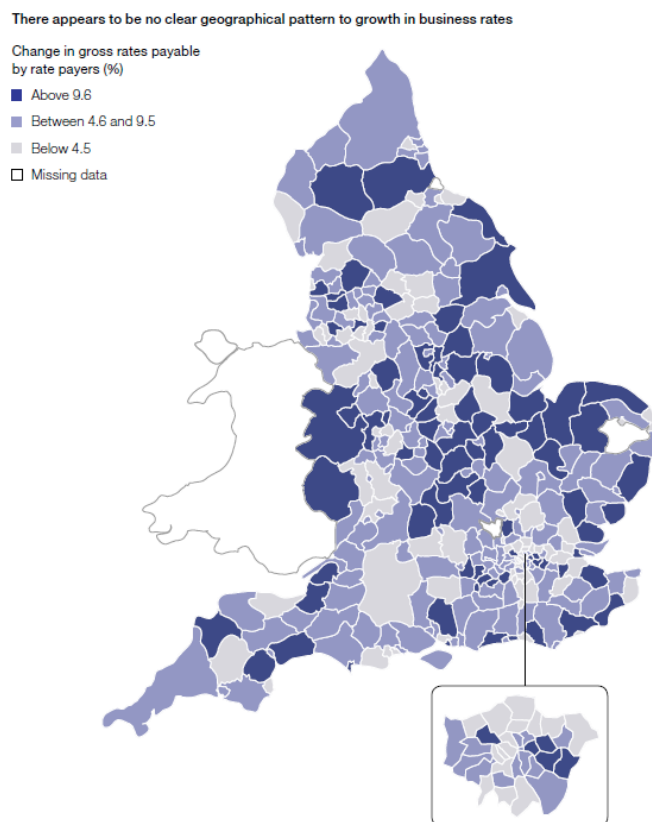 There appears to be no clear geographical pattern to growth in business rates
Change in gross rates payable
by rate payers (%)
Above 9.6
Between 4.6 and 9.5
Below 4.5
Missing data